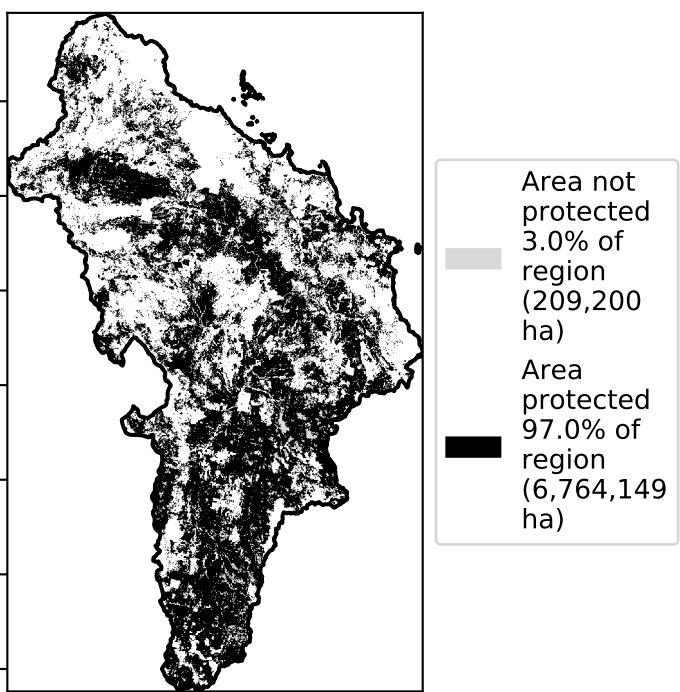 Area not
protected
3.0% of
region
(209,200
ha)
Area
protected
97.0% of
region
(6,764,149
ha)